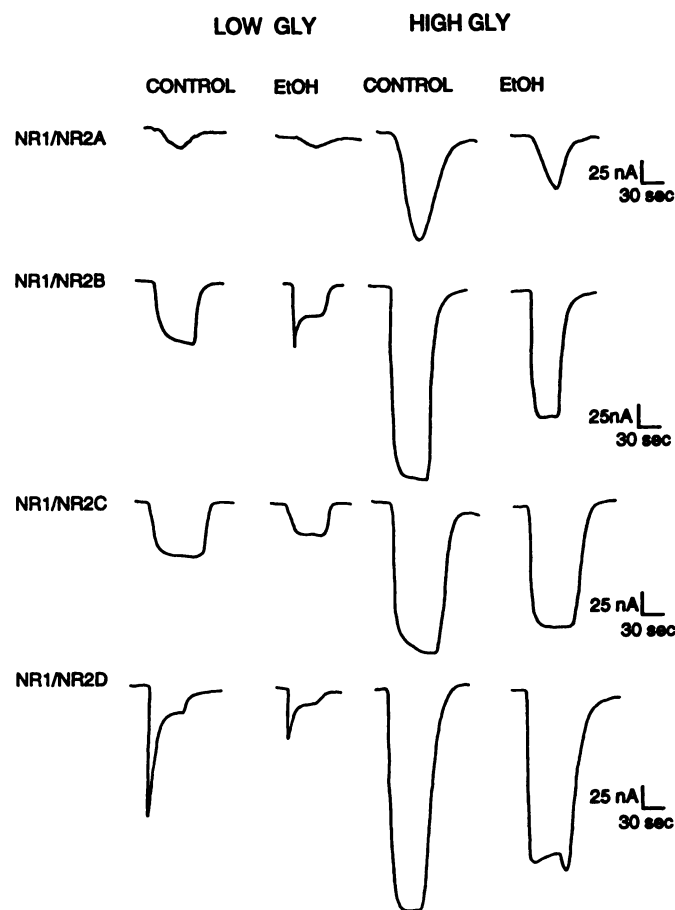 LOW GLY HIGH GLY
CONTROL EtOH CONTROL EtOH
NR1/NR2A
25 nA
30 sec
NR1/NR2B
25nA
30 sec
NR1/NR2C
25 nA
30 sec
NR1/NR2D
25 nA
30 sec